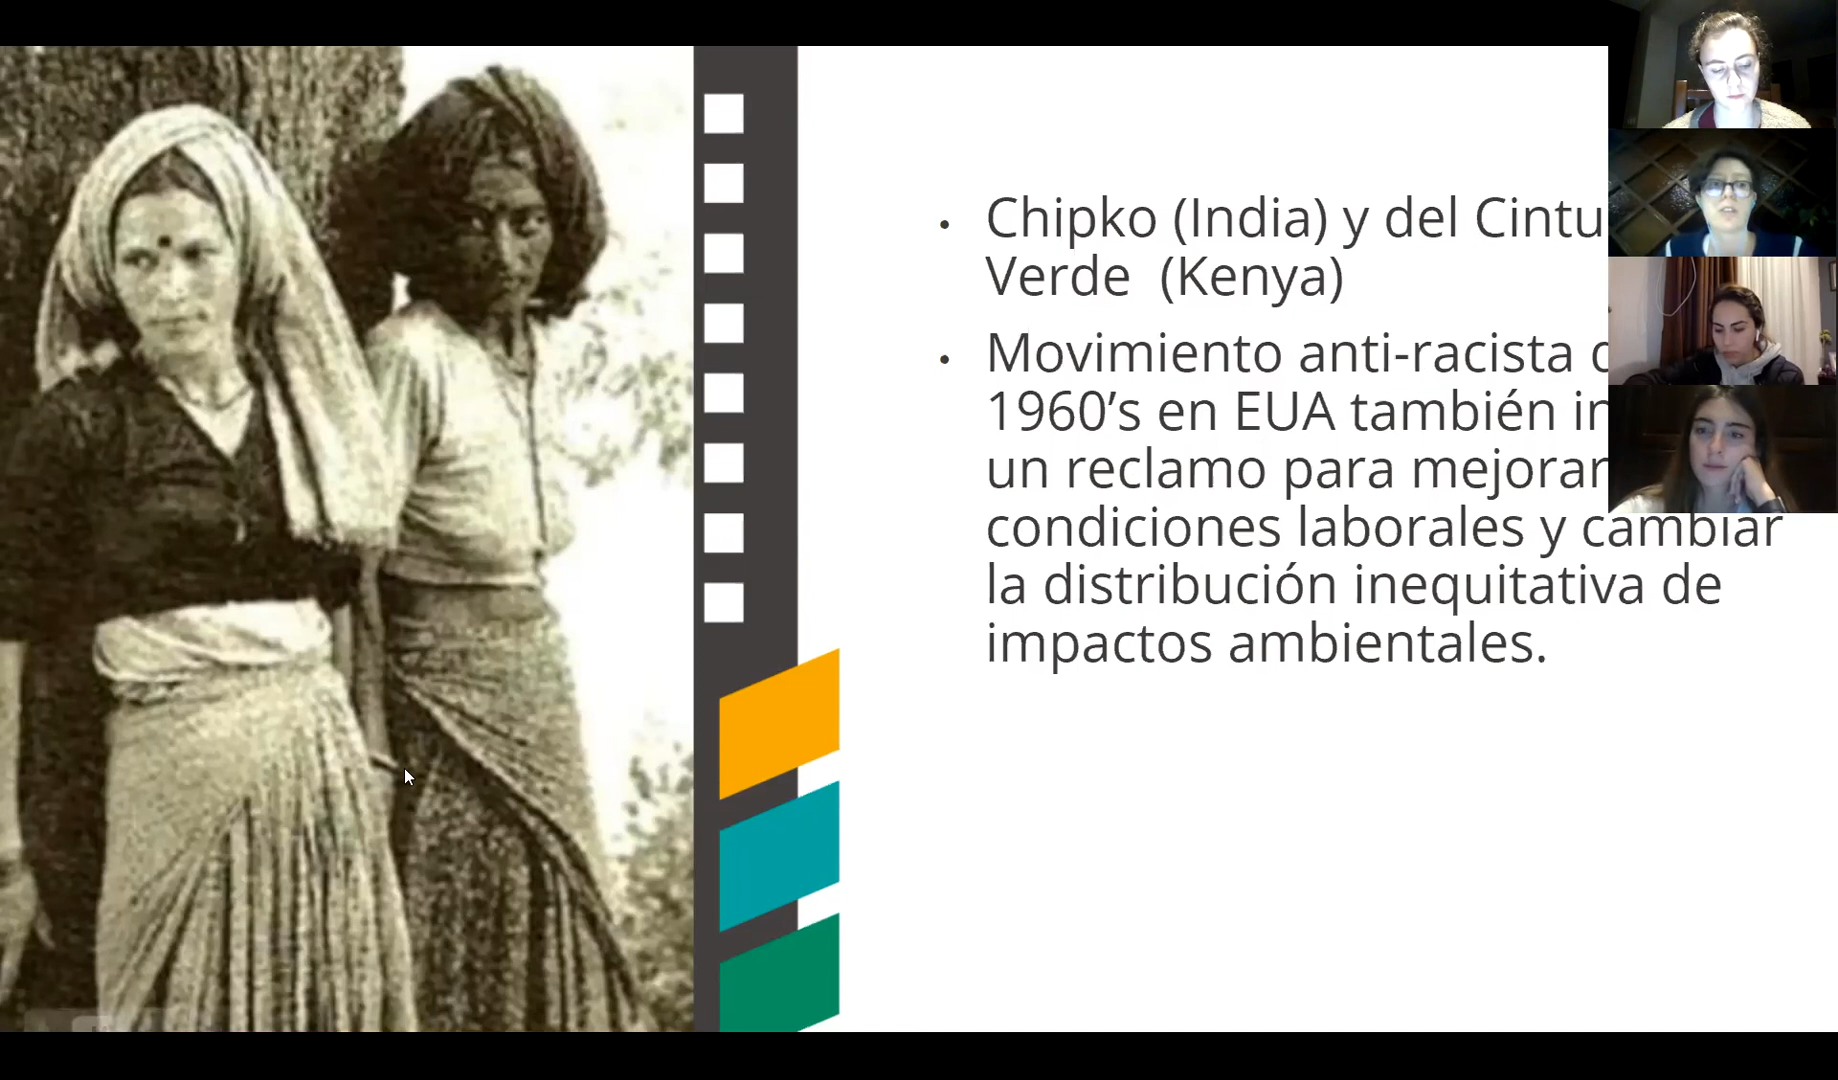 Chipko (India) y del Cintu
Verde (Kenya)
Movimiento anti-racista
1960’s en EUA también
un reclamo para mejorar
condiciones laborales y cambiar
la distribución inequitativa de
impactos ambientales.